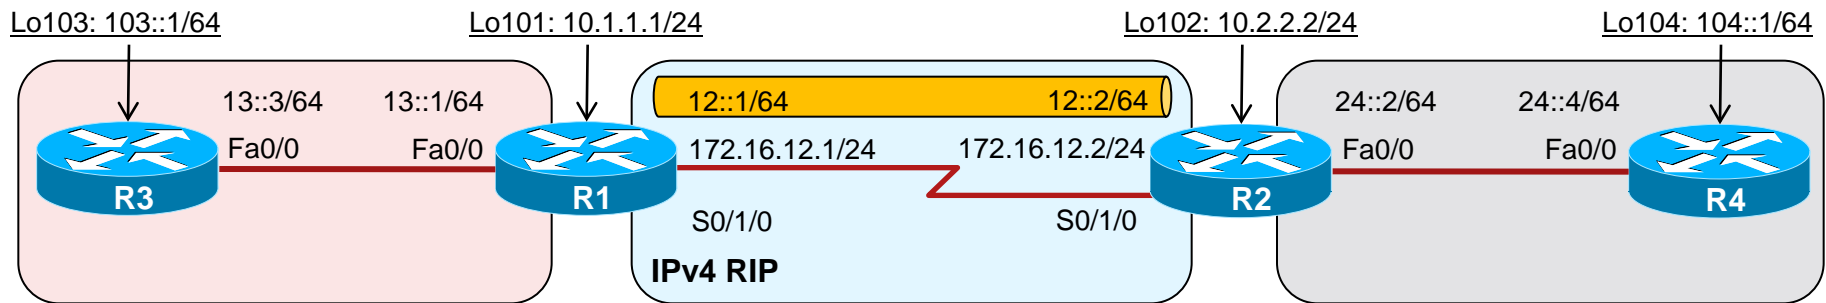 Lo103: 103::1/64
Lo101: 10.1.1.1/24
Lo102: 10.2.2.2/24
Lo104: 104::1/64
13::3/64
13::1/64
12::1/64
12::2/64
24::2/64
24::4/64
Fa0/0
Fa0/0
172.16.12.1/24
172.16.12.2/24
Fa0/0
Fa0/0
R3
R1
R2
R4
S0/1/0
S0/1/0
IPv4 RIP